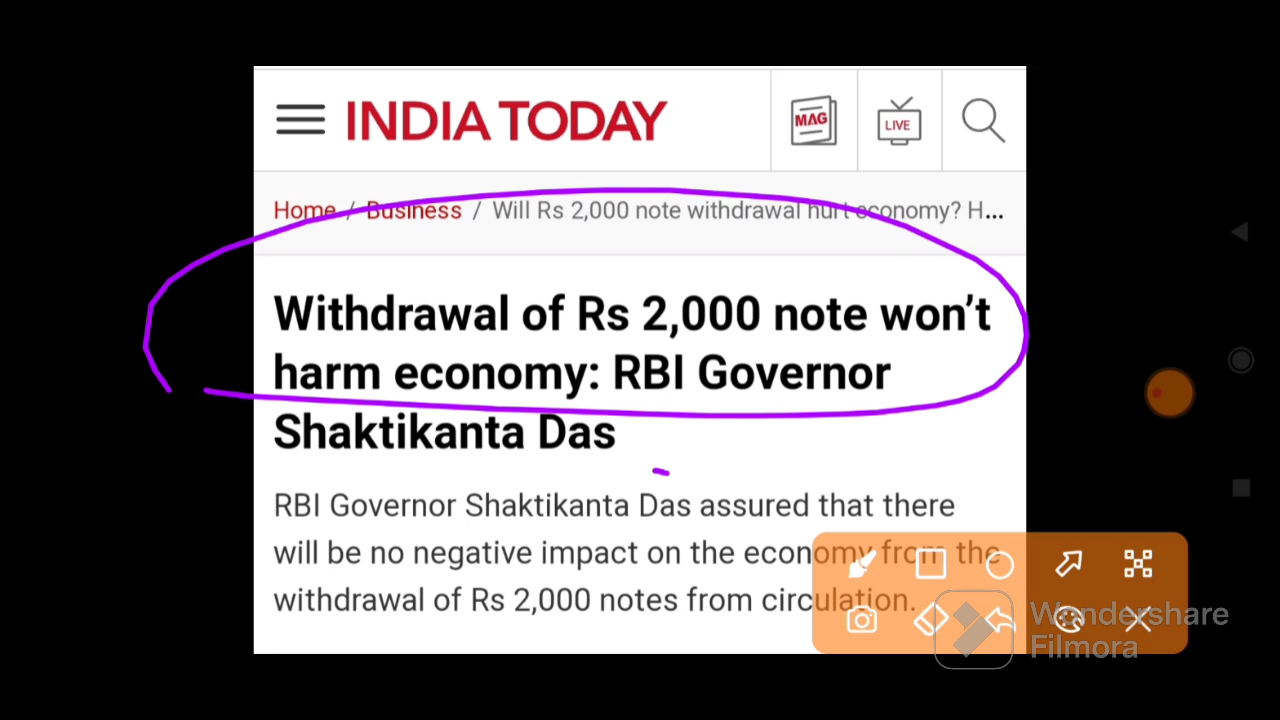 INDIA TODAY
MAG
LIVE
Home / Business / Will Rs 2,000 note withdrawal hurt economy? H...
Withdrawal of Rs 2,000 note won't
harm economy: RBI Governor
Shaktikanta Das
RBI Governor Shaktikanta Das assured that there
will be no negative impact on the economy from the
withdrawal of Rs 2,000 notes from circulation.
Wondershare
Filmora